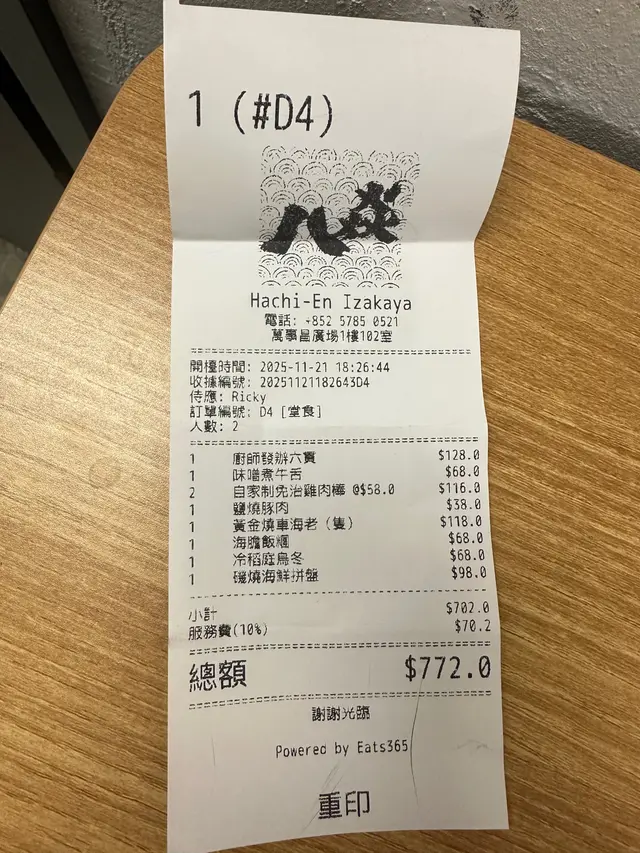 1 (#D4)
八炎
Hachi-En Izakaya
電話: +852 5785 0521
萬事昌廣場1樓102室
開檯時間: 2025-11-21 18:26:44
收據編號: 20251121182643D4
侍應: Ricky
訂單編號: D4 [堂食]
人數: 2
1 廚師發辦六貫 $128.0
1 味噌煮牛舌 $68.0
2 自家制免治雞肉棒 @$58.0 $116.0
1 鹽燒豚肉 $38.0
1 黃金燒車海老（隻） $118.0
1 海膽飯糰 $68.0
1 冷稻庭烏冬 $68.0
1 磯燒海鮮拼盤 $98.0
小計 $702.0
服務費(10%) $70.2
總額 $772.0
謝謝光臨
Powered by Eats365
重印